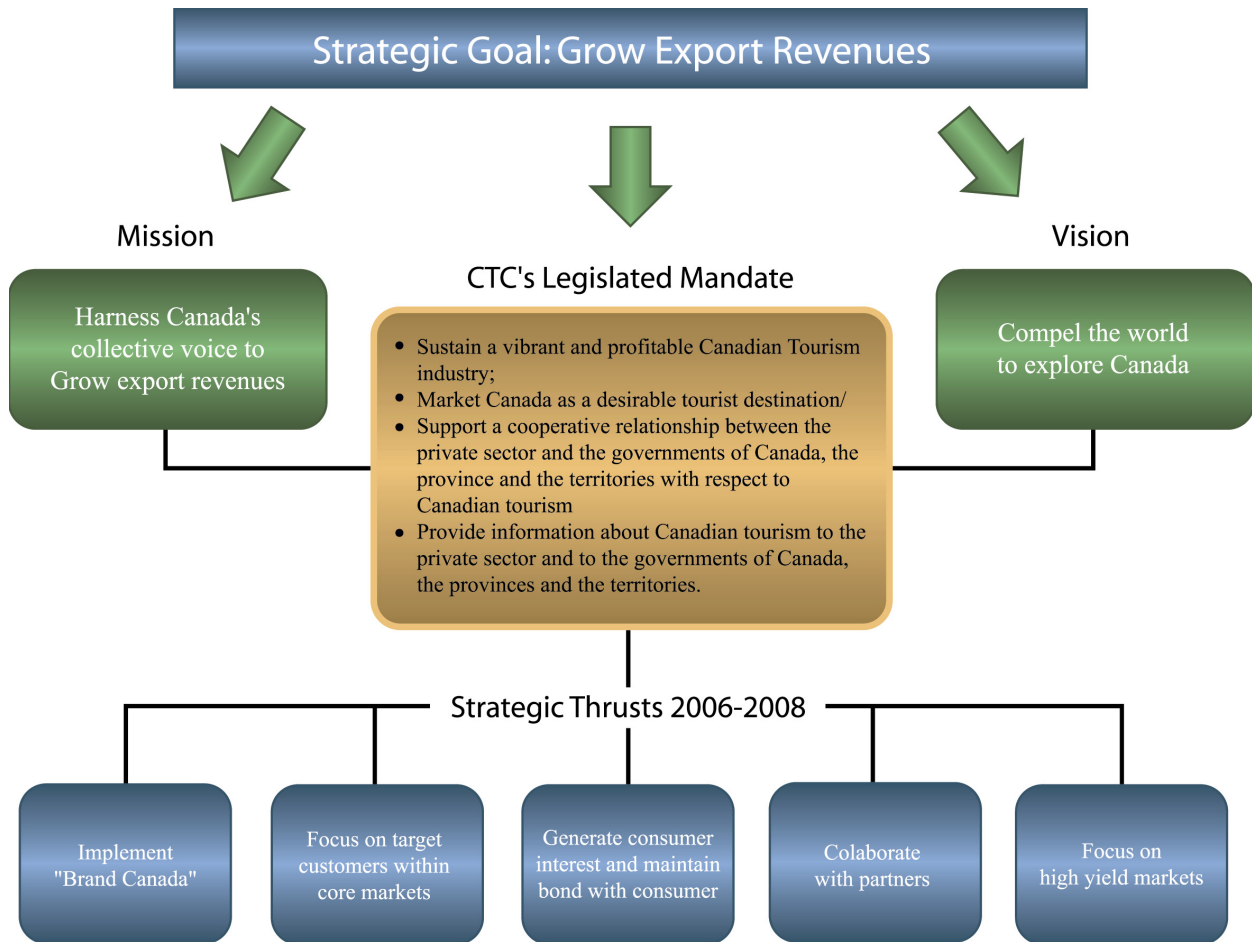 Strategic Goal: Grow Export Revenues
Mission
Harness Canada's
collective voice to
Grow export revenues
CTC's Legislated Mandate
• Sustain a vibrant and profitable Canadian Tourism
industry;
• Market Canada as a desirable tourist destination/
• Support a cooperative relationship between the
private sector and the governments of Canada, the
province and the territories with respect to
Canadian tourism
• Provide information about Canadian tourism to the
private sector and to the governments of Canada,
the provinces and the territories.
Vision
Compel the world
to explore Canada
Strategic Thrusts 2006-2008
Implement
"Brand Canada"
Focus on target
customers within
core markets
Generate consumer
interest and maintain
bond with consumer
Colaborate
with partners
Focus on
high yield markets